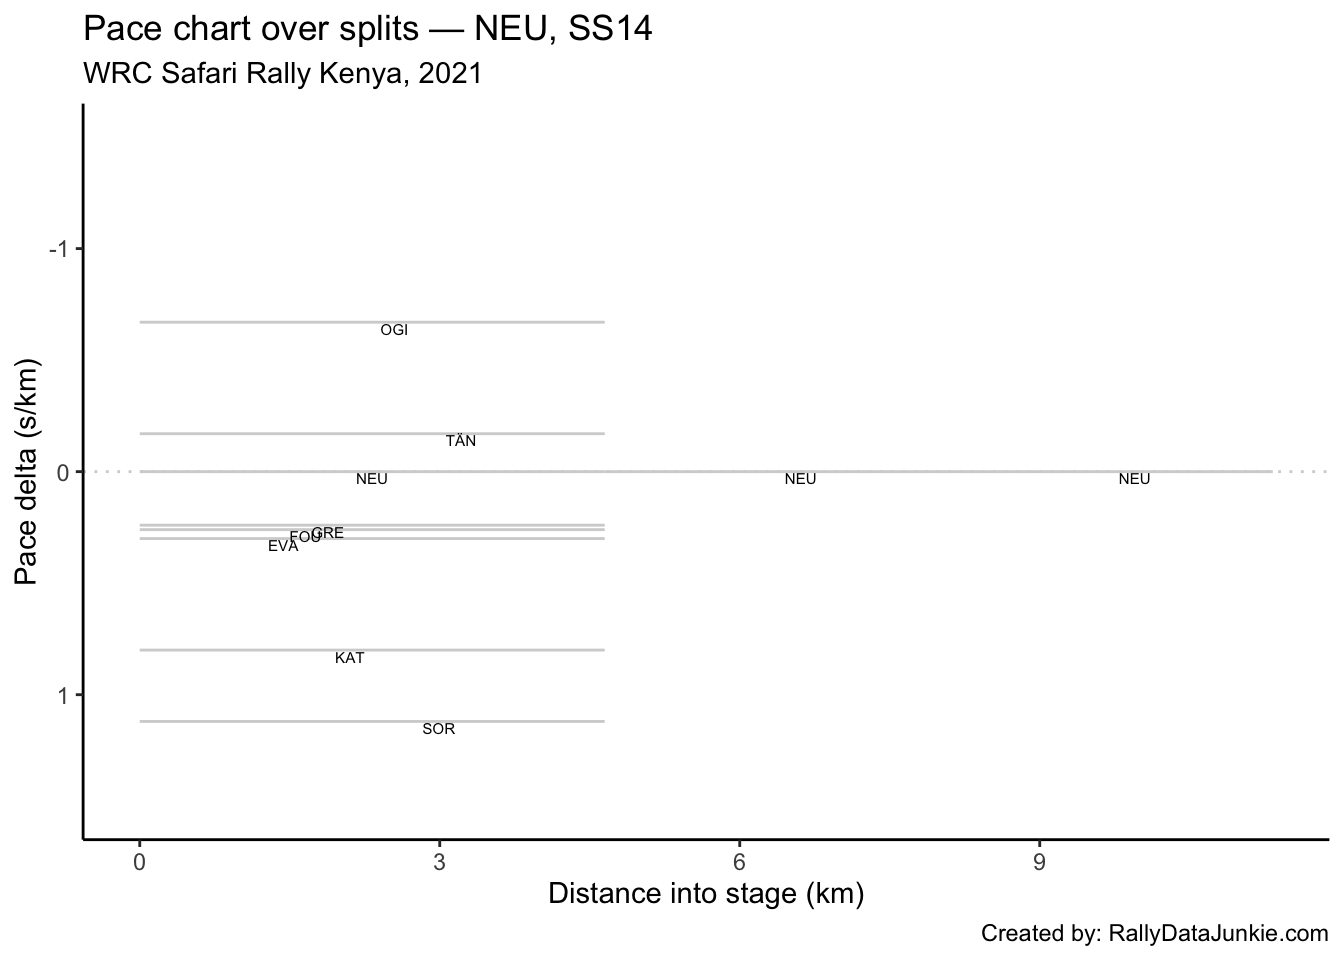 Pace chart over splits — NEU, SS14
WRC Safari Rally Kenya, 2021
Pace delta (s/km)
-1
0
1
OGI
TÄN
NEU NEU NEU
GRE
FOU
EVA
KAT
SOR
0 3 6 9
Distance into stage (km)
Created by: RallyDataJunkie.com